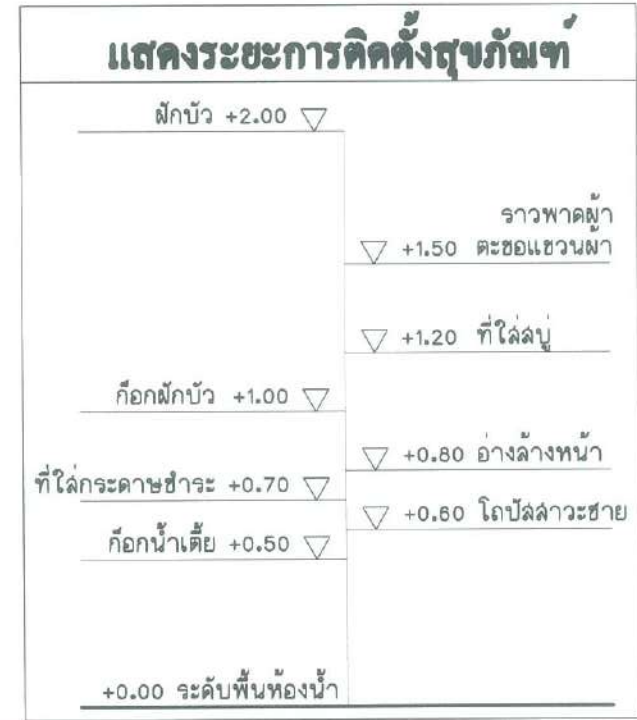 แสดงระยะการติดตั้งสุขภัณฑ์
ฝักบัว +2.00
ราวพาดผ้า
+1.50 ตะขอแขวนผ้า
+1.20 ที่ใส่สบู่
ก๊อกฝักบัว +1.00
+0.80 อ่างล้างหน้า
ที่ใส่กระดาษชำระ +0.70
+0.60 โถปัสสาวะชาย
ก๊อกน้ำเตี้ย +0.50
+0.00 ระดับพื้นห้องน้ำ